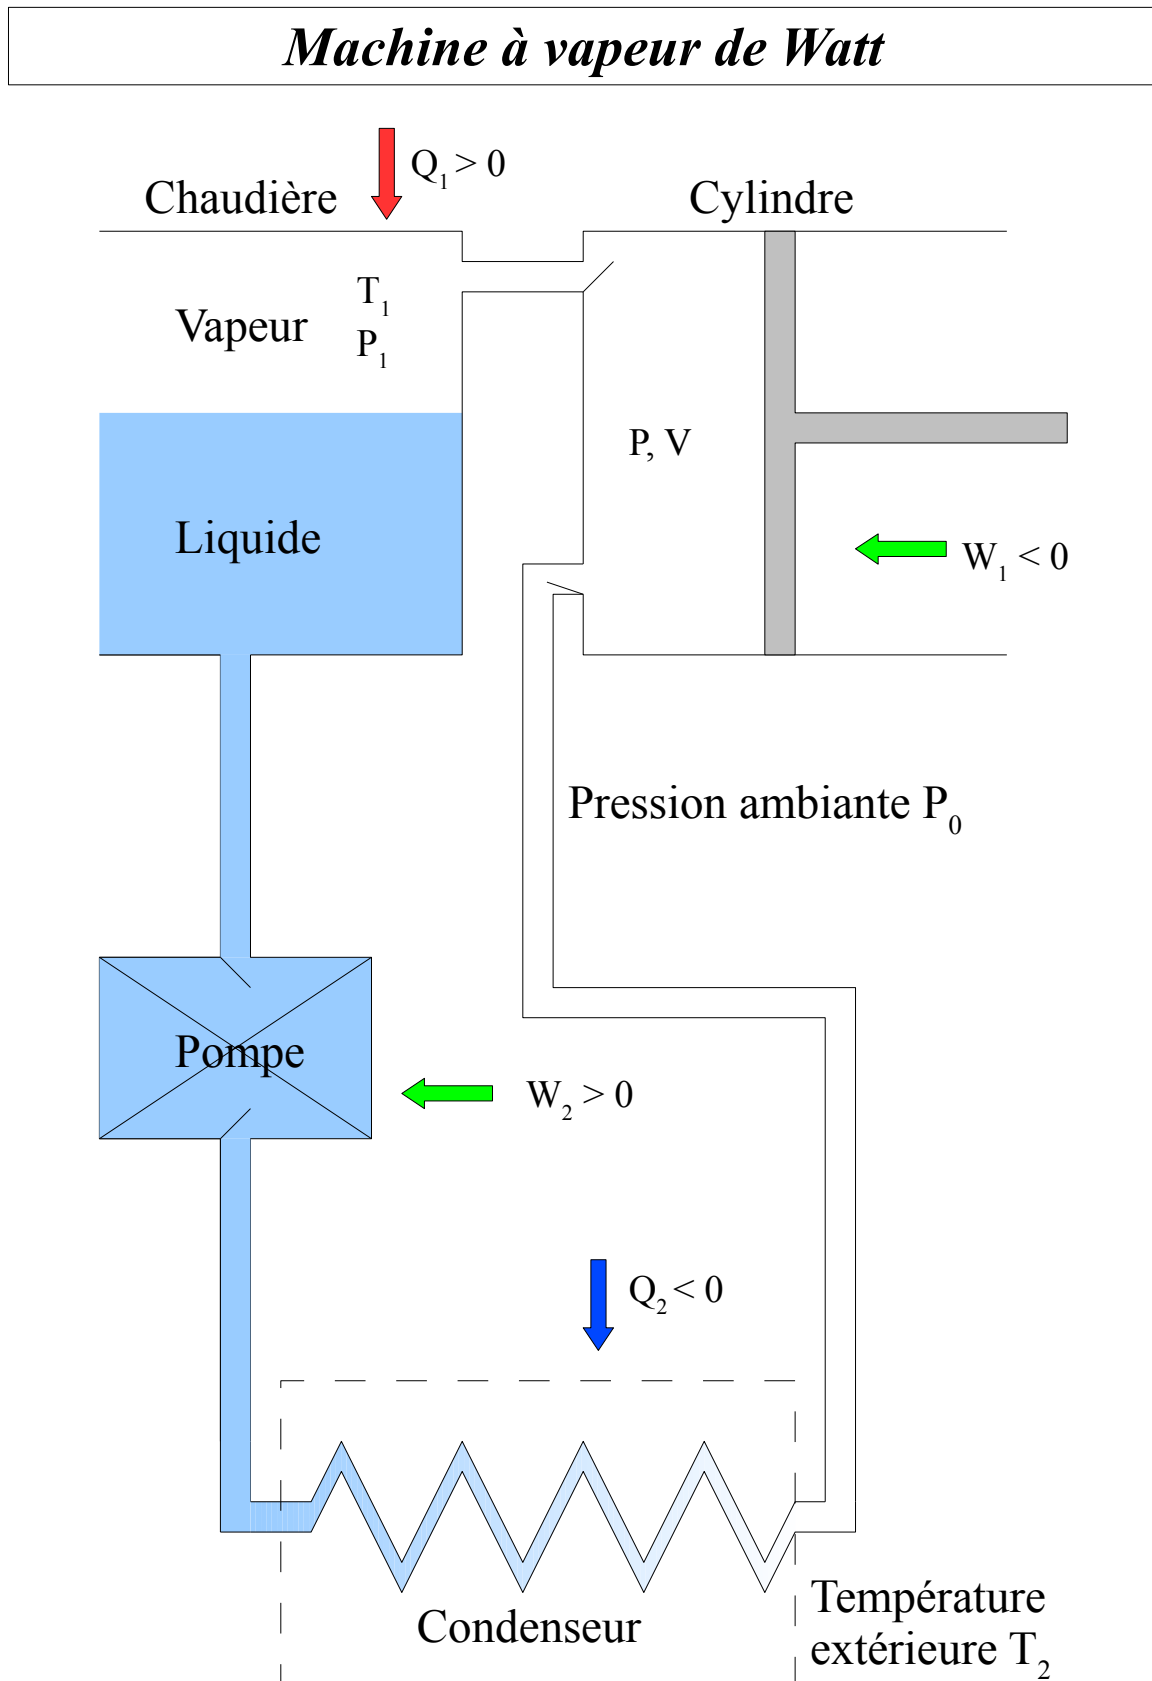 Machine à vapeur de Watt
Q₁ > 0
Chaudière
Cylindre
T₁
Vapeur
P₁
P, V
Liquide
W₁ < 0
Pression ambiante P₀
Pompe
W₂ > 0
Q₂ < 0
Condenseur
Température
extérieure T₂